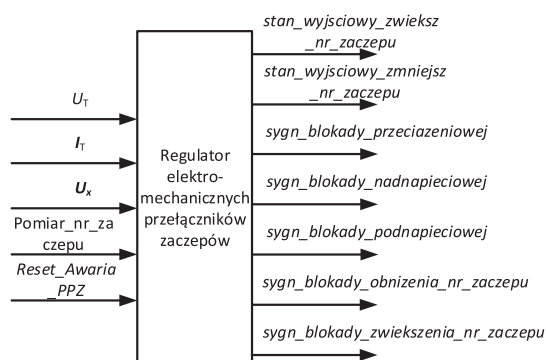 stan_wyjsciowy_zwieksz
_nr_zaczepu
stan_wyjsciowy_zmniejsz
_nr_zaczepu
sygn_blokady_przeciazeniowej
sygn_blokady_nadnapieciowej
sygn_blokady_podnapieciowej
sygn_blokady_obnizenia_nr_zaczepu
sygn_blokady_zwiekszenia_nr_zaczepu
U_T
I_T
U_x
Pomiar_nr_za
czepu
Reset_Awaria
_PPZ
Regulator
elektro-
mechanicznych
przełączników
zaczepów